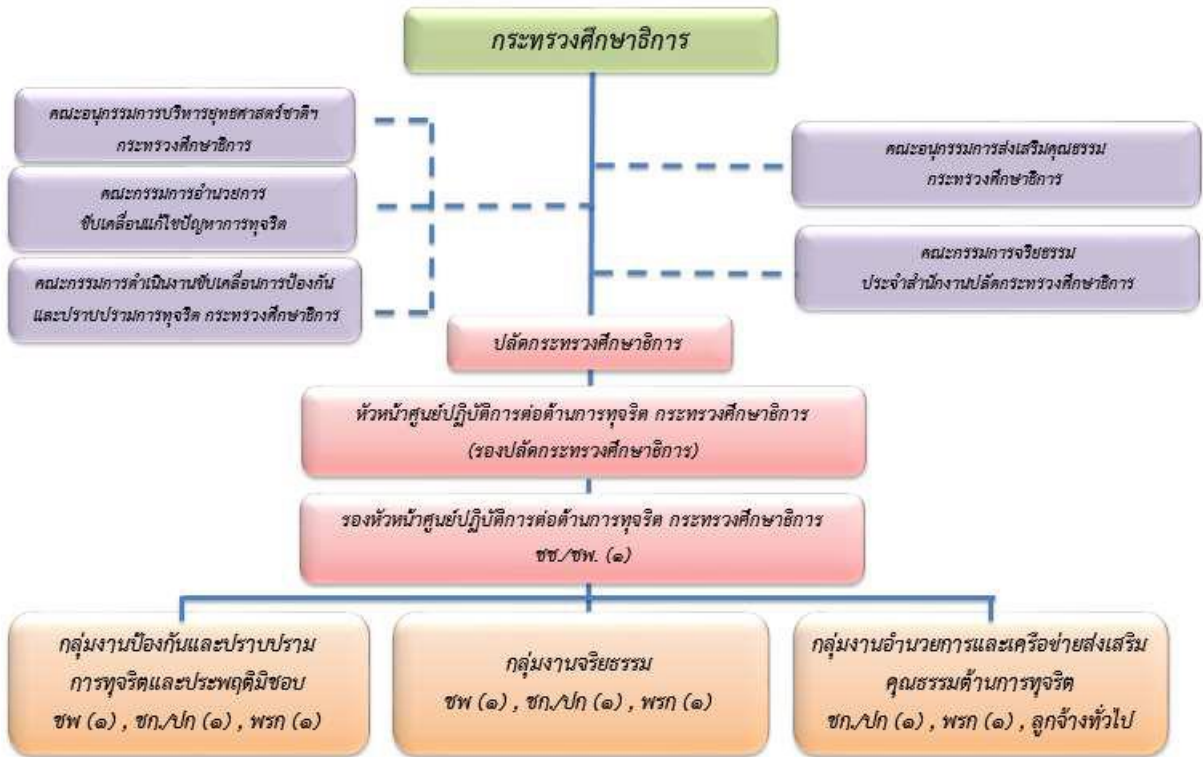 กระทรวงศึกษาธิการ
คณะอนุกรรมการบริหารยุทธศาสตร์ชาติฯ
กระทรวงศึกษาธิการ
คณะกรรมการอำนวยการ
ขับเคลื่อนแก้ไขปัญหาการทุจริต
คณะกรรมการดำเนินงานขับเคลื่อนการป้องกัน
และปราบปรามการทุจริต กระทรวงศึกษาธิการ
คณะอนุกรรมการส่งเสริมคุณธรรม
กระทรวงศึกษาธิการ
คณะกรรมการจริยธรรม
ประจำสำนักงานปลัดกระทรวงศึกษาธิการ
ปลัดกระทรวงศึกษาธิการ
หัวหน้าศูนย์ปฏิบัติการต่อต้านการทุจริต กระทรวงศึกษาธิการ
(รองปลัดกระทรวงศึกษาธิการ)
รองหัวหน้าศูนย์ปฏิบัติการต่อต้านการทุจริต กระทรวงศึกษาธิการ
ชช./ชพ. (๑)
กลุ่มงานป้องกันและปราบปราม
การทุจริตและประพฤติมิชอบ
ชพ (๑) , ชก./ปก (๑) , พรก (๑)
กลุ่มงานจริยธรรม
ชพ (๑) , ชก./ปก (๑) , พรก (๑)
กลุ่มงานอำนวยการและเครือข่ายส่งเสริม
คุณธรรมต้านการทุจริต
ชก./ปก (๑) , พรก (๑) , ลูกจ้างทั่วไป